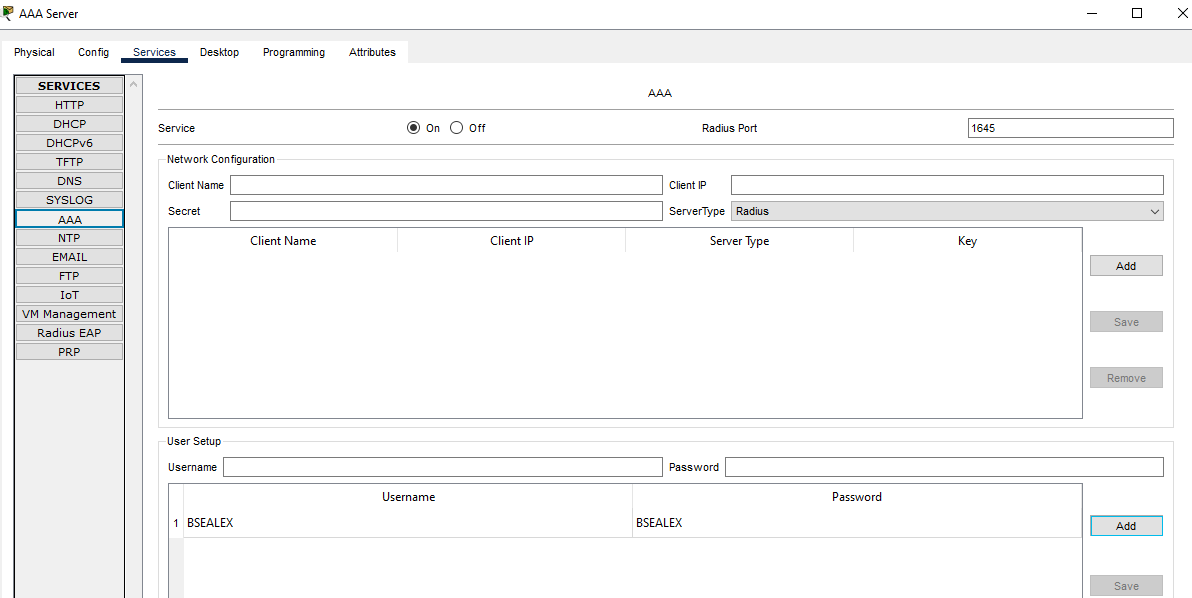 AAA Server
Physical Config Services Desktop Programming Attributes
SERVICES
HTTP
DHCP
DHCPv6
TFTP
DNS
SYSLOG
AAA
NTP
EMAIL
FTP
IoT
VM Management
Radius EAP
PRP
AAA
Service On Off Radius Port 1645
Network Configuration
Client Name Client IP
Secret ServerType Radius
Client Name Client IP Server Type Key
Add
Save
Remove
User Setup
Username Password
Username Password
1 BSEALEX BSEALEX
Add
Save